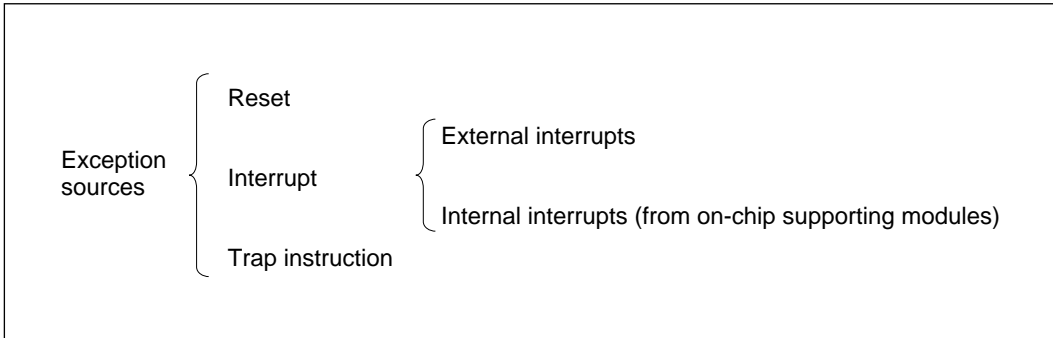 Exception
sources
Reset
Interrupt
Trap instruction
External interrupts
Internal interrupts (from on-chip supporting modules)